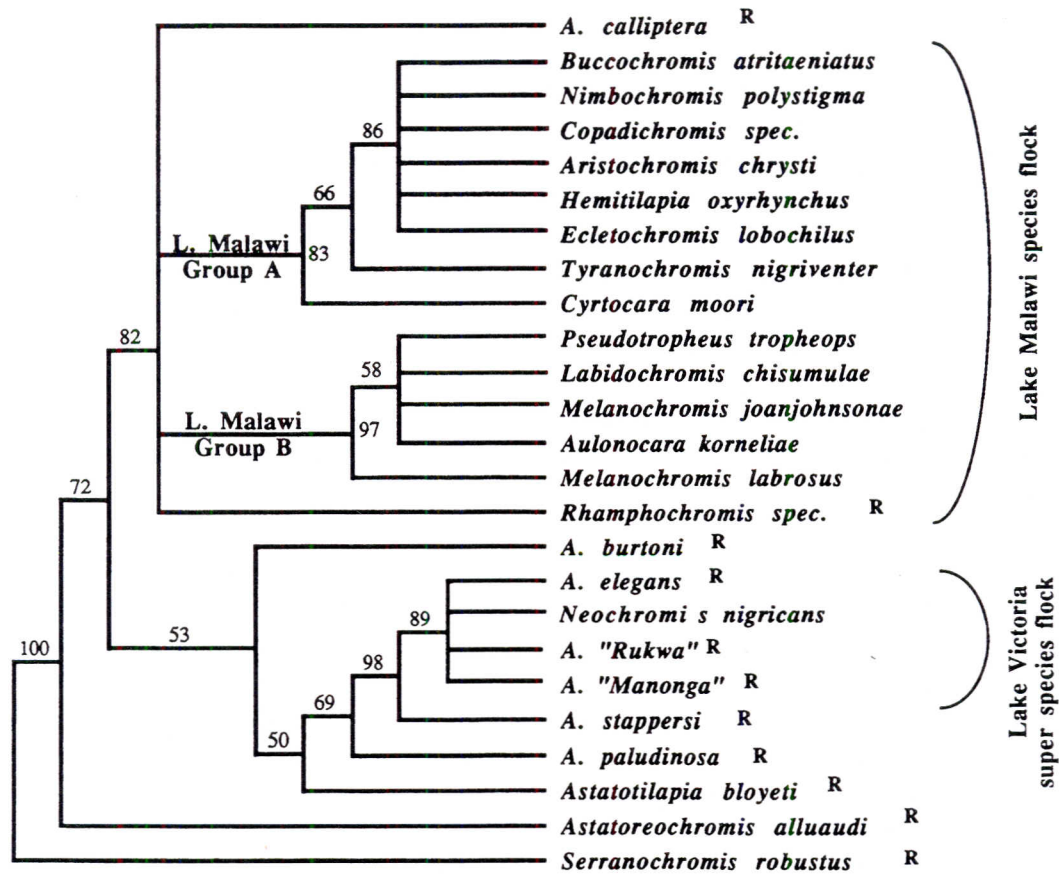 A. calliptera R
Buccochromis atritaeniatus
Nimbochromis polystigma
86
Copadichromis spec.
Aristochromis chrysti
66
Hemitilapia oxyrhynchus
Ecletochromis lobochilus
L. Malawi
Group A
83
Tyranochromis nigriventer
Cyrtocara moori
82
Pseudotropheus tropheops
58
Labidochromis chisumulae
Melanochromis joanjohnsonae
L. Malawi
Group B
97
Aulonocara korneliae
Melanochromis labrosus
72
Rhamphochromis spec. R
Lake Malawi species flock
A. burtoni R
A. elegans R
89
Neochromi s nigricans
53
100
A. "Rukwa" R
98
A. "Manonga" R
69
A. stappersi R
50
A. paludinosa R
Astatotilapia bloyeti R
Lake Victoria
super species flock
Astatoreochromis alluaudi R
Serranochromis robustus R